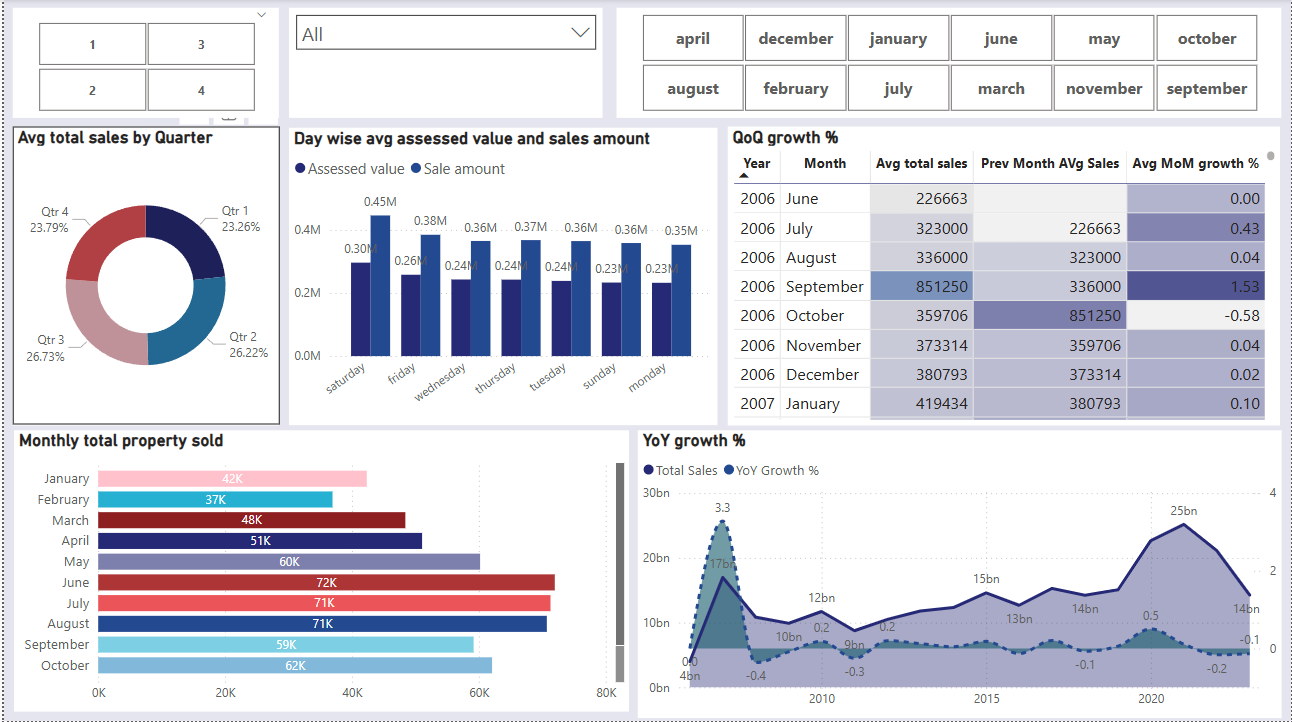 1 3
2 4
All
april december january june may october
august february july march november september
Avg total sales by Quarter
Qtr 4
23.79%
Qtr 1
23.26%
Qtr 3
26.73%
Qtr 2
26.22%
Day wise avg assessed value and sales amount
Assessed value Sale amount
0.4M
0.2M
0.0M
0.30M 0.45M 0.26M 0.38M 0.24M 0.36M 0.24M 0.37M 0.24M 0.36M 0.23M 0.36M 0.23M 0.35M
saturday friday wednesday thursday tuesday sunday monday
QoQ growth %
Year Month Avg total sales Prev Month AVg Sales Avg MoM growth %
2006 June 226663 0.00
2006 July 323000 226663 0.43
2006 August 336000 323000 0.04
2006 September 851250 336000 1.53
2006 October 359706 851250 -0.58
2006 November 373314 359706 0.04
2006 December 380793 373314 0.02
2007 January 419434 380793 0.10
Monthly total property sold
January 42K
February 37K
March 48K
April 51K
May 60K
June 72K
July 71K
August 71K
September 59K
October 62K
0K 20K 40K 60K 80K
YoY growth %
Total Sales YoY Growth %
30bn
20bn
10bn
0bn
4
2
0
0.0
4bn
3.3
17bn
-0.4
10bn
12bn
0.2
9bn
-0.3
0.2
15bn
13bn
14bn
-0.1
0.5
25bn
-0.2
14bn
-0.1
2010 2015 2020